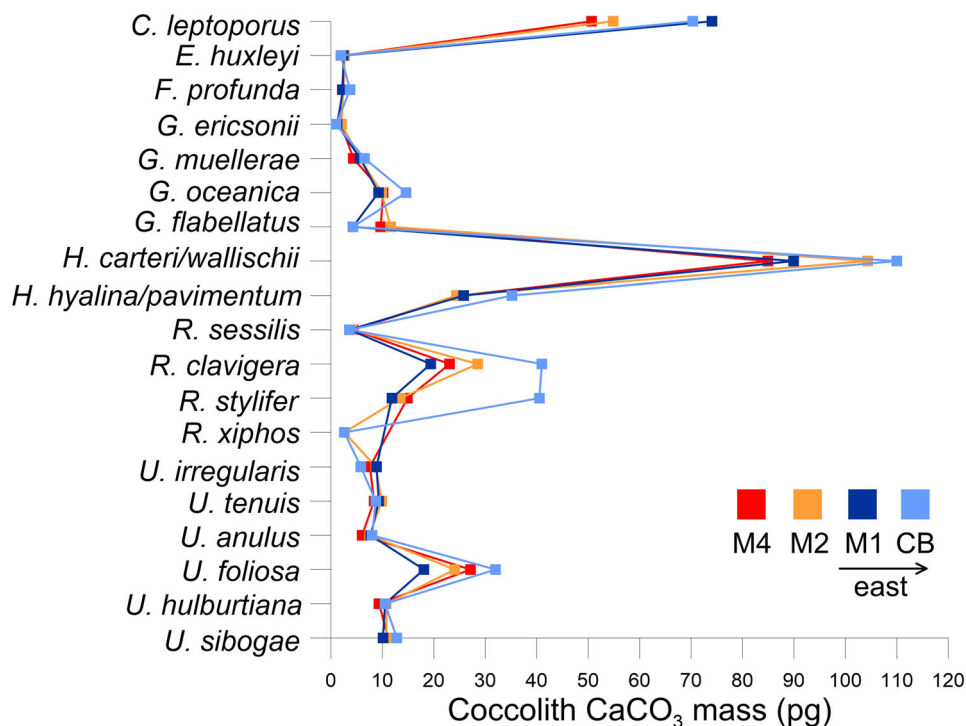 C. leptoporus
E. huxleyi
F. profunda
G. ericsonii
G. muellerae
G. oceanica
G. flabellatus
H. carteri/wallischii
H. hyalina/pavimentum
R. sessilis
R. clavigera
R. stylifer
R. xiphos
U. irregularis
U. tenuis
U. anulus
U. foliosa
U. hulburtiana
U. sibogae
M4 M2 M1 CB
east
0 10 20 30 40 50 60 70 80 90 100 110 120
Coccolith CaCO₃ mass (pg)